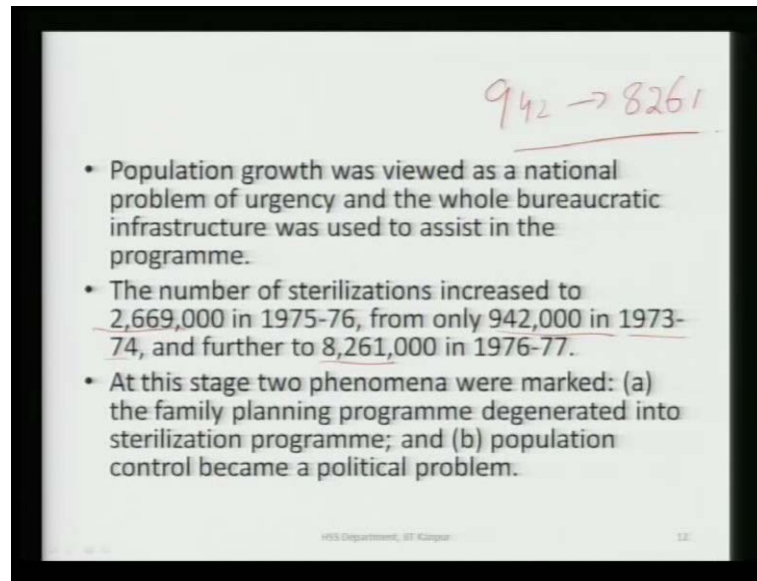 942 → 8261
• Population growth was viewed as a national
problem of urgency and the whole bureaucratic
infrastructure was used to assist in the
programme.
• The number of sterilizations increased to
2,669,000 in 1975-76, from only 942,000 in 1973-
74, and further to 8,261,000 in 1976-77.
• At this stage two phenomena were marked: (a)
the family planning programme degenerated into
sterilization programme; and (b) population
control became a political problem.
HSS Department, IIT Kanpur 12